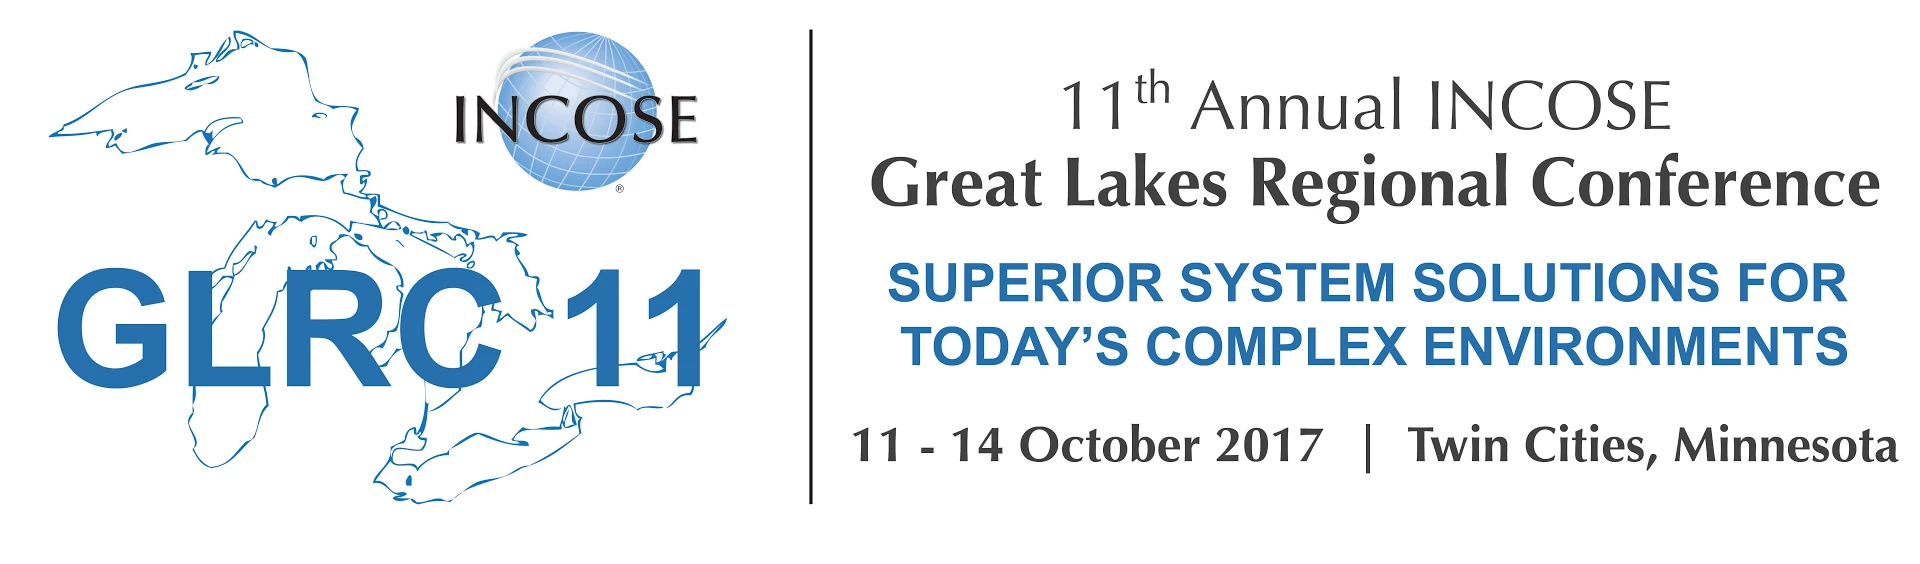 INCOSE
®
GLRC 11
11th Annual INCOSE
Great Lakes Regional Conference
SUPERIOR SYSTEM SOLUTIONS FOR
TODAY’S COMPLEX ENVIRONMENTS
11 - 14 October 2017 | Twin Cities, Minnesota